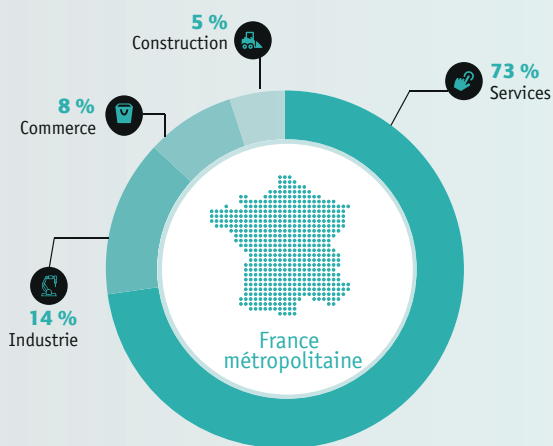 5 %
Construction
73 %
Services
8 %
Commerce
14 %
Industrie
France
métropolitaine